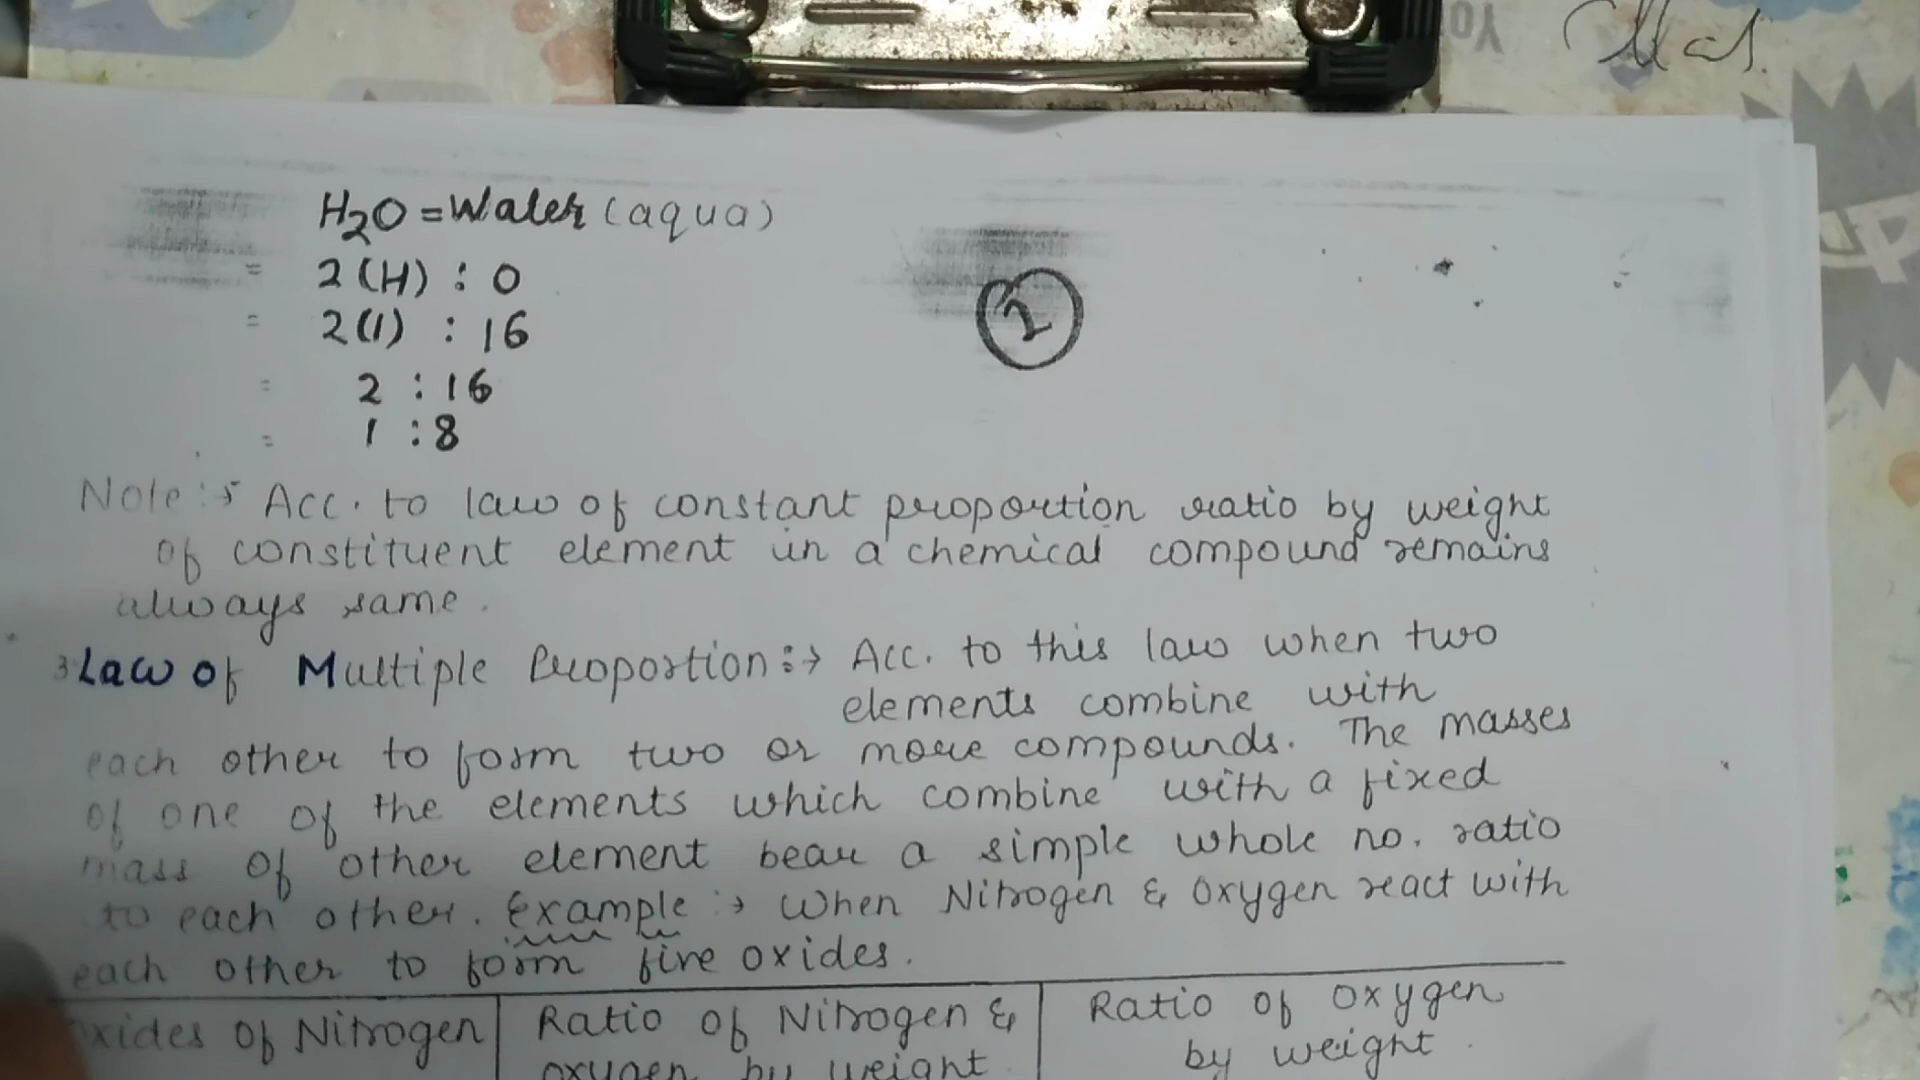 H₂O = Water (aqua)
= 2(H) : O
= 2(1) : 16
= 2 : 16
= 1 : 8
2
Note :→ Acc. to law of constant proportion ratio by weight
of constituent element in a chemical compound remains
always same.
3. Law of Multiple Proportion :→ Acc. to this law when two
elements combine with
each other to form two or more compounds. The masses
of one of the elements which combine with a fixed
mass of other element bear a simple whole no. ratio
to each other. Example :→ When Nitrogen & oxygen react with
each other to form five oxides.
oxides of Nitrogen | Ratio of Nitrogen & | Ratio of oxygen
oxygen by weight | by weight.